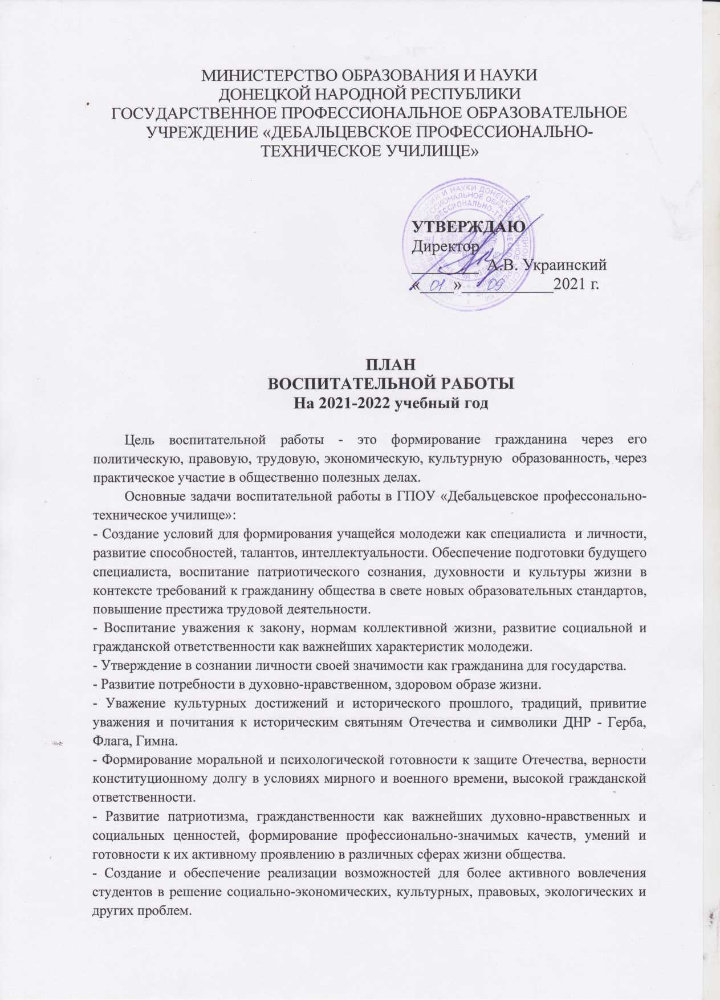 МИНИСТЕРСТВО ОБРАЗОВАНИЯ И НАУКИ
ДОНЕЦКОЙ НАРОДНОЙ РЕСПУБЛИКИ
ГОСУДАРСТВЕННОЕ ПРОФЕССИОНАЛЬНОЕ ОБРАЗОВАТЕЛЬНОЕ
УЧРЕЖДЕНИЕ «ДЕБАЛЬЦЕВСКОЕ ПРОФЕССИОНАЛЬНО-
ТЕХНИЧЕСКОЕ УЧИЛИЩЕ»
УТВЕРЖДАЮ
Директор
________ А.В. Украинский
«01» 09 2021 г.
ПЛАН
ВОСПИТАТЕЛЬНОЙ РАБОТЫ
На 2021-2022 учебный год
Цель воспитательной работы - это формирование гражданина через его
политическую, правовую, трудовую, экономическую, культурную образованность, через
практическое участие в общественно полезных делах.
Основные задачи воспитательной работы в ГПОУ «Дебальцевское профессонально-
техническое училище»:
- Создание условий для формирования учащейся молодежи как специалиста и личности,
развитие способностей, талантов, интеллектуальности. Обеспечение подготовки будущего
специалиста, воспитание патриотического сознания, духовности и культуры жизни в
контексте требований к гражданину общества в свете новых образовательных стандартов,
повышение престижа трудовой деятельности.
- Воспитание уважения к закону, нормам коллективной жизни, развитие социальной и
гражданской ответственности как важнейших характеристик молодежи.
- Утверждение в сознании личности своей значимости как гражданина для государства.
- Развитие потребности в духовно-нравственном, здоровом образе жизни.
- Уважение культурных достижений и исторического прошлого, традиций, привитие
уважения и почитания к историческим святыням Отечества и символики ДНР - Герба,
Флага, Гимна.
- Формирование моральной и психологической готовности к защите Отечества, верности
конституционному долгу в условиях мирного и военного времени, высокой гражданской
ответственности.
- Развитие патриотизма, гражданственности как важнейших духовно-нравственных и
социальных ценностей, формирование профессионально-значимых качеств, умений и
готовности к их активному проявлению в различных сферах жизни общества.
- Создание и обеспечение реализации возможностей для более активного вовлечения
студентов в решение социально-экономических, культурных, правовых, экологических и
других проблем.